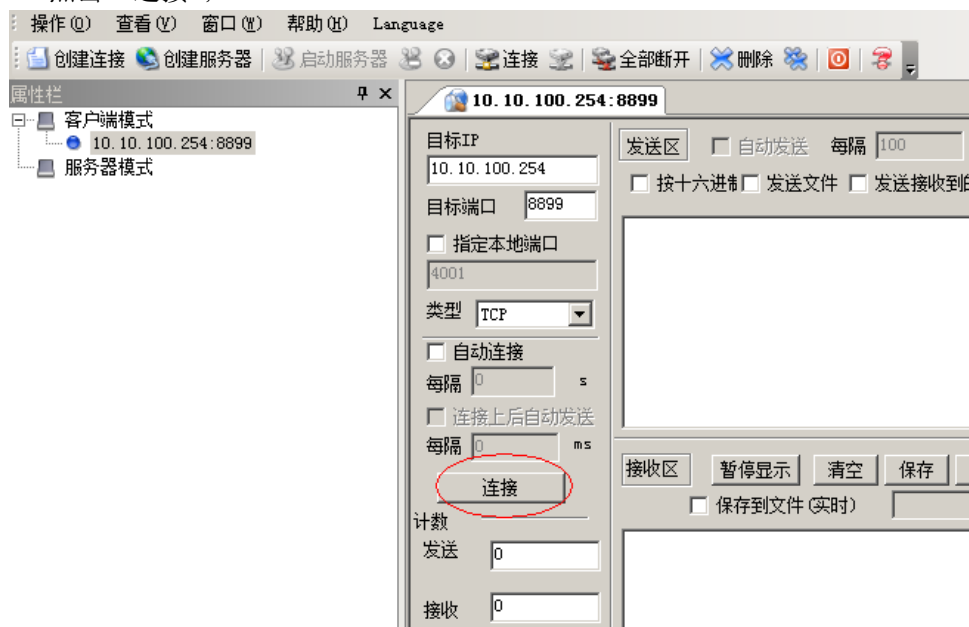 操作(O) 查看(V) 窗口(W) 帮助(H) Language
创建连接 创建服务器 启动服务器 连接 全部断开 删除
属性栏
客户端模式
10.10.100.254:8899
服务器模式
10.10.100.254:8899
目标IP
10.10.100.254
目标端口 8899
指定本地端口
4001
类型 TCP
自动连接
每隔 0 s
连接上后自动发送
每隔 0 ms
连接
计数
发送 0
接收 0
发送区 自动发送 每隔 100
按十六进制 发送文件 发送接收到
接收区 暂停显示 清空 保存
保存到文件(实时)